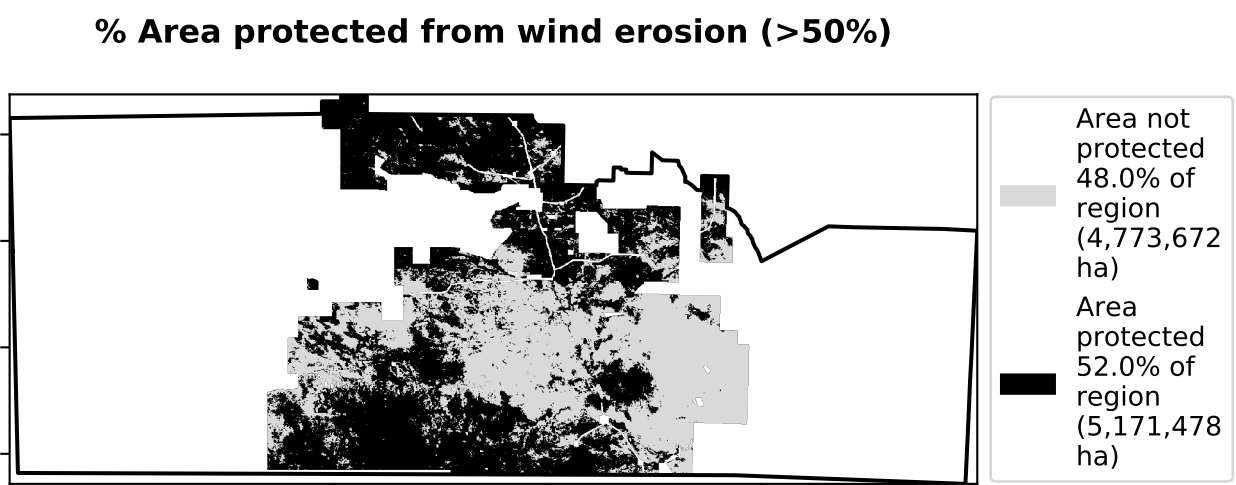 % Area protected from wind erosion (>50%)
Area not
protected
48.0% of
region
(4,773,672
ha)
Area
protected
52.0% of
region
(5,171,478
ha)